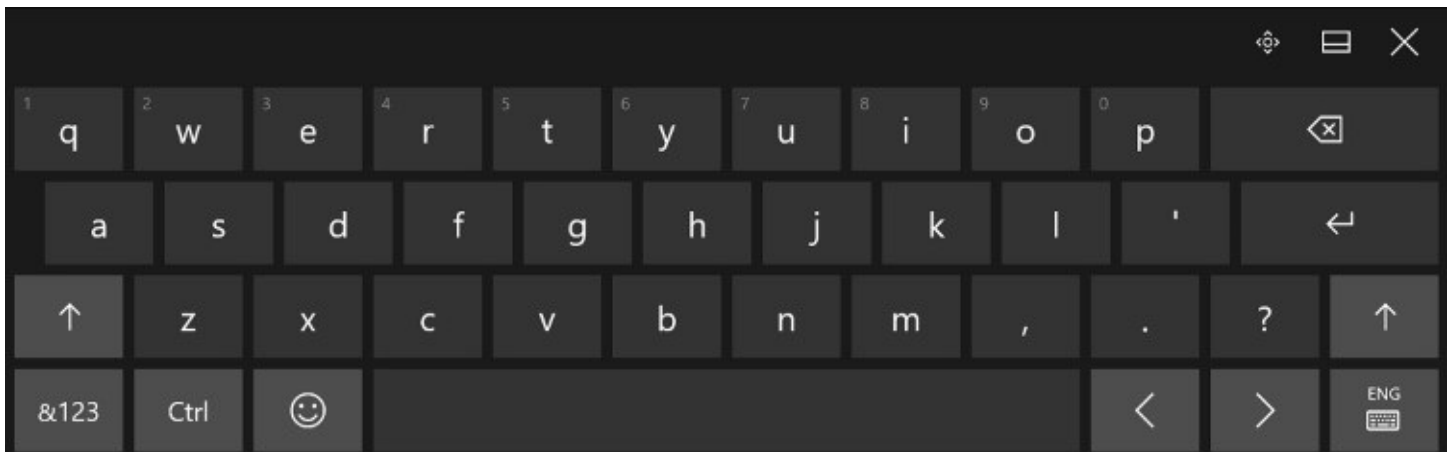 1 q 2 w 3 e 4 r 5 t 6 y 7 u 8 i 9 o 0 p
a s d f g h j k l '
z x c v b n m , . ?
&123 Ctrl ENG